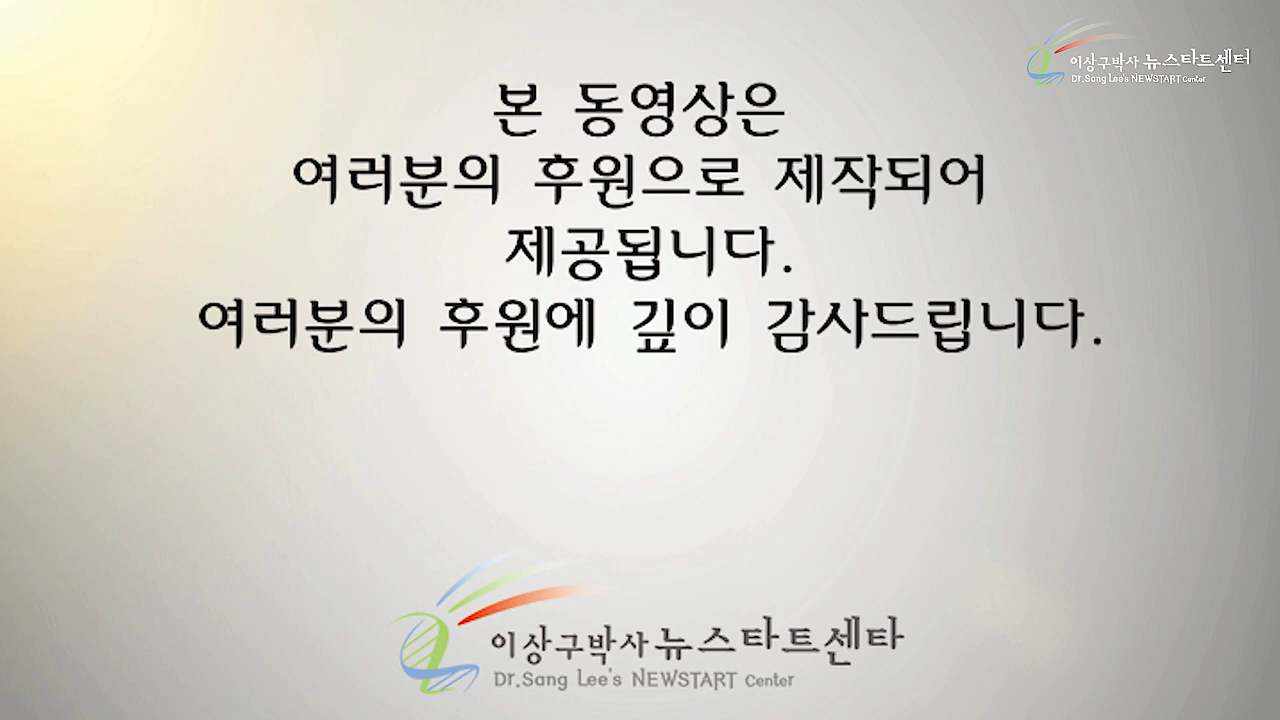 이상구박사 뉴스타트센터
Dr.Sang Lee's NEWSTART Center
본 동영상은
여러분의 후원으로 제작되어
제공됩니다.
여러분의 후원에 깊이 감사드립니다.
이상구박사 뉴스타트센타
Dr.Sang Lee's NEWSTART Center